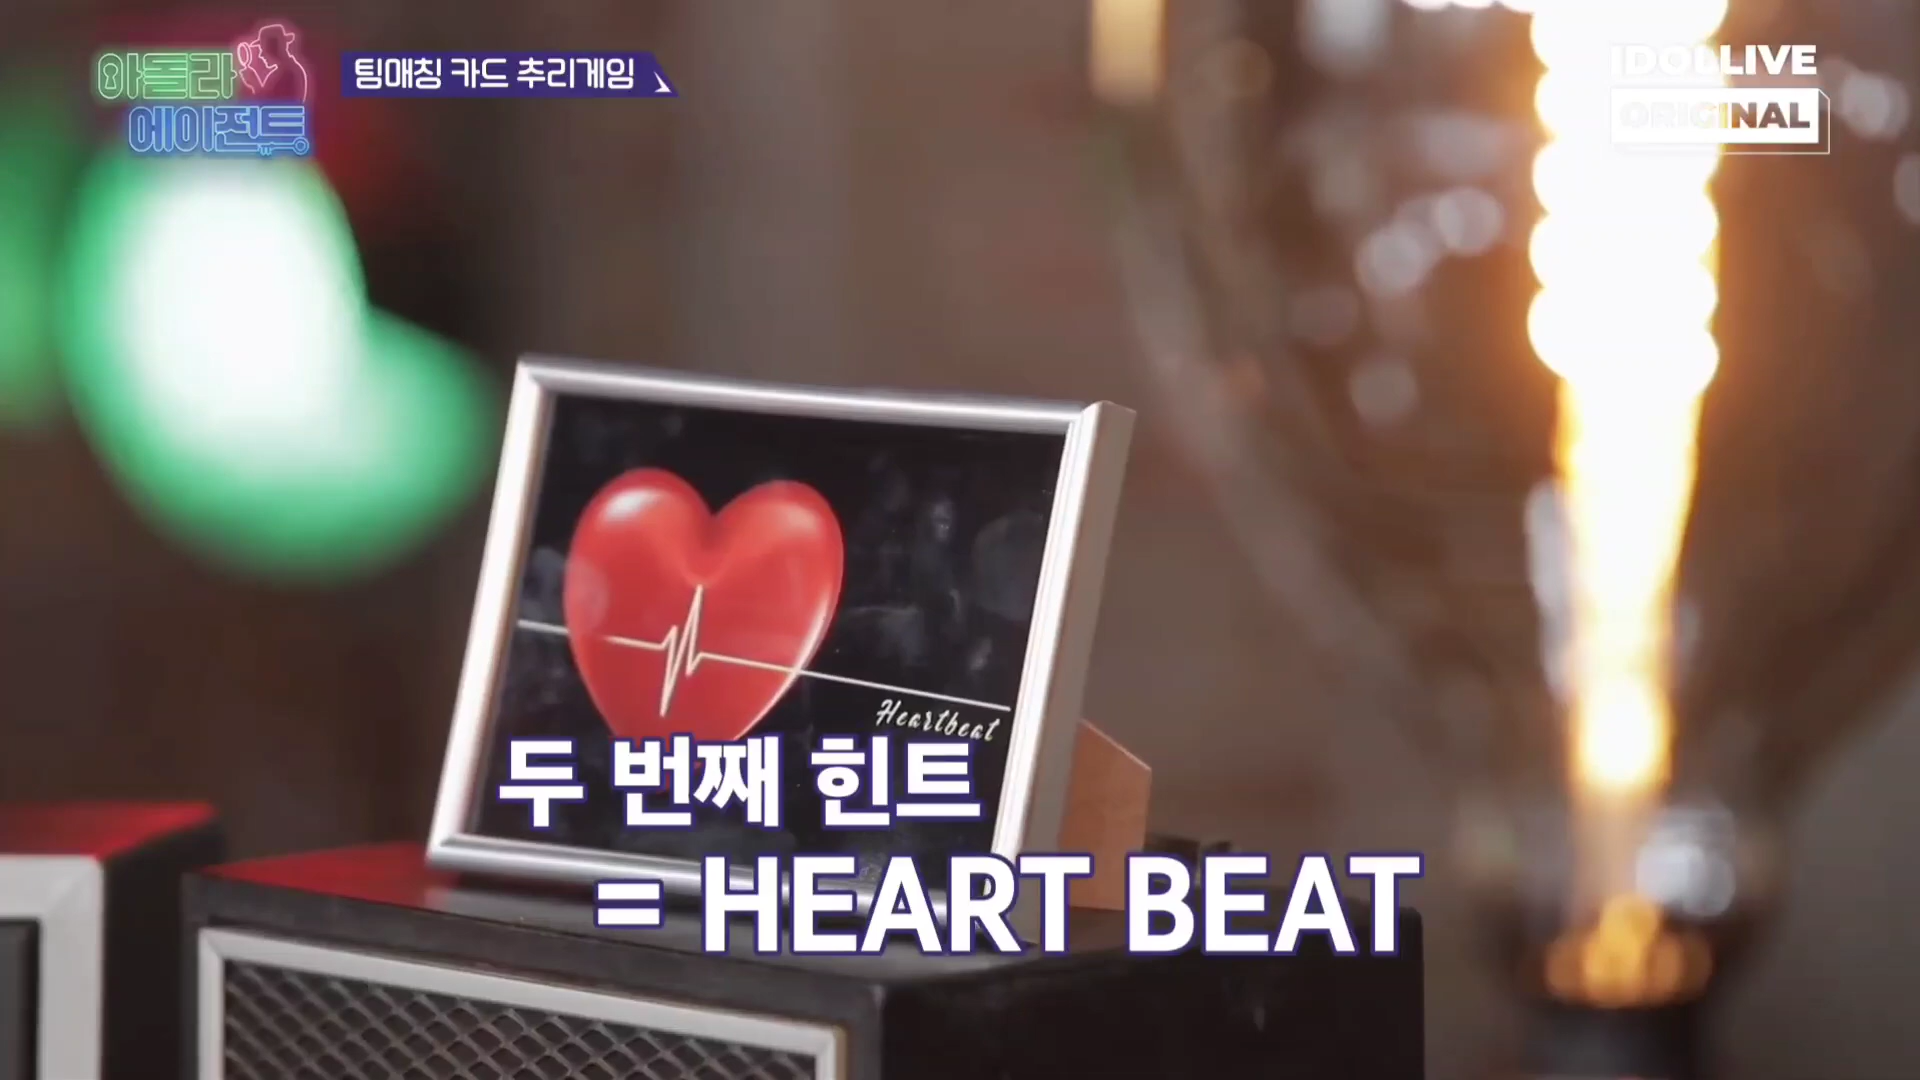 아돌라
에이전트
팀매칭 카드 추리게임
IDOLLIVE
ORIGINAL
Heartbeat
두 번째 힌트
= HEART BEAT